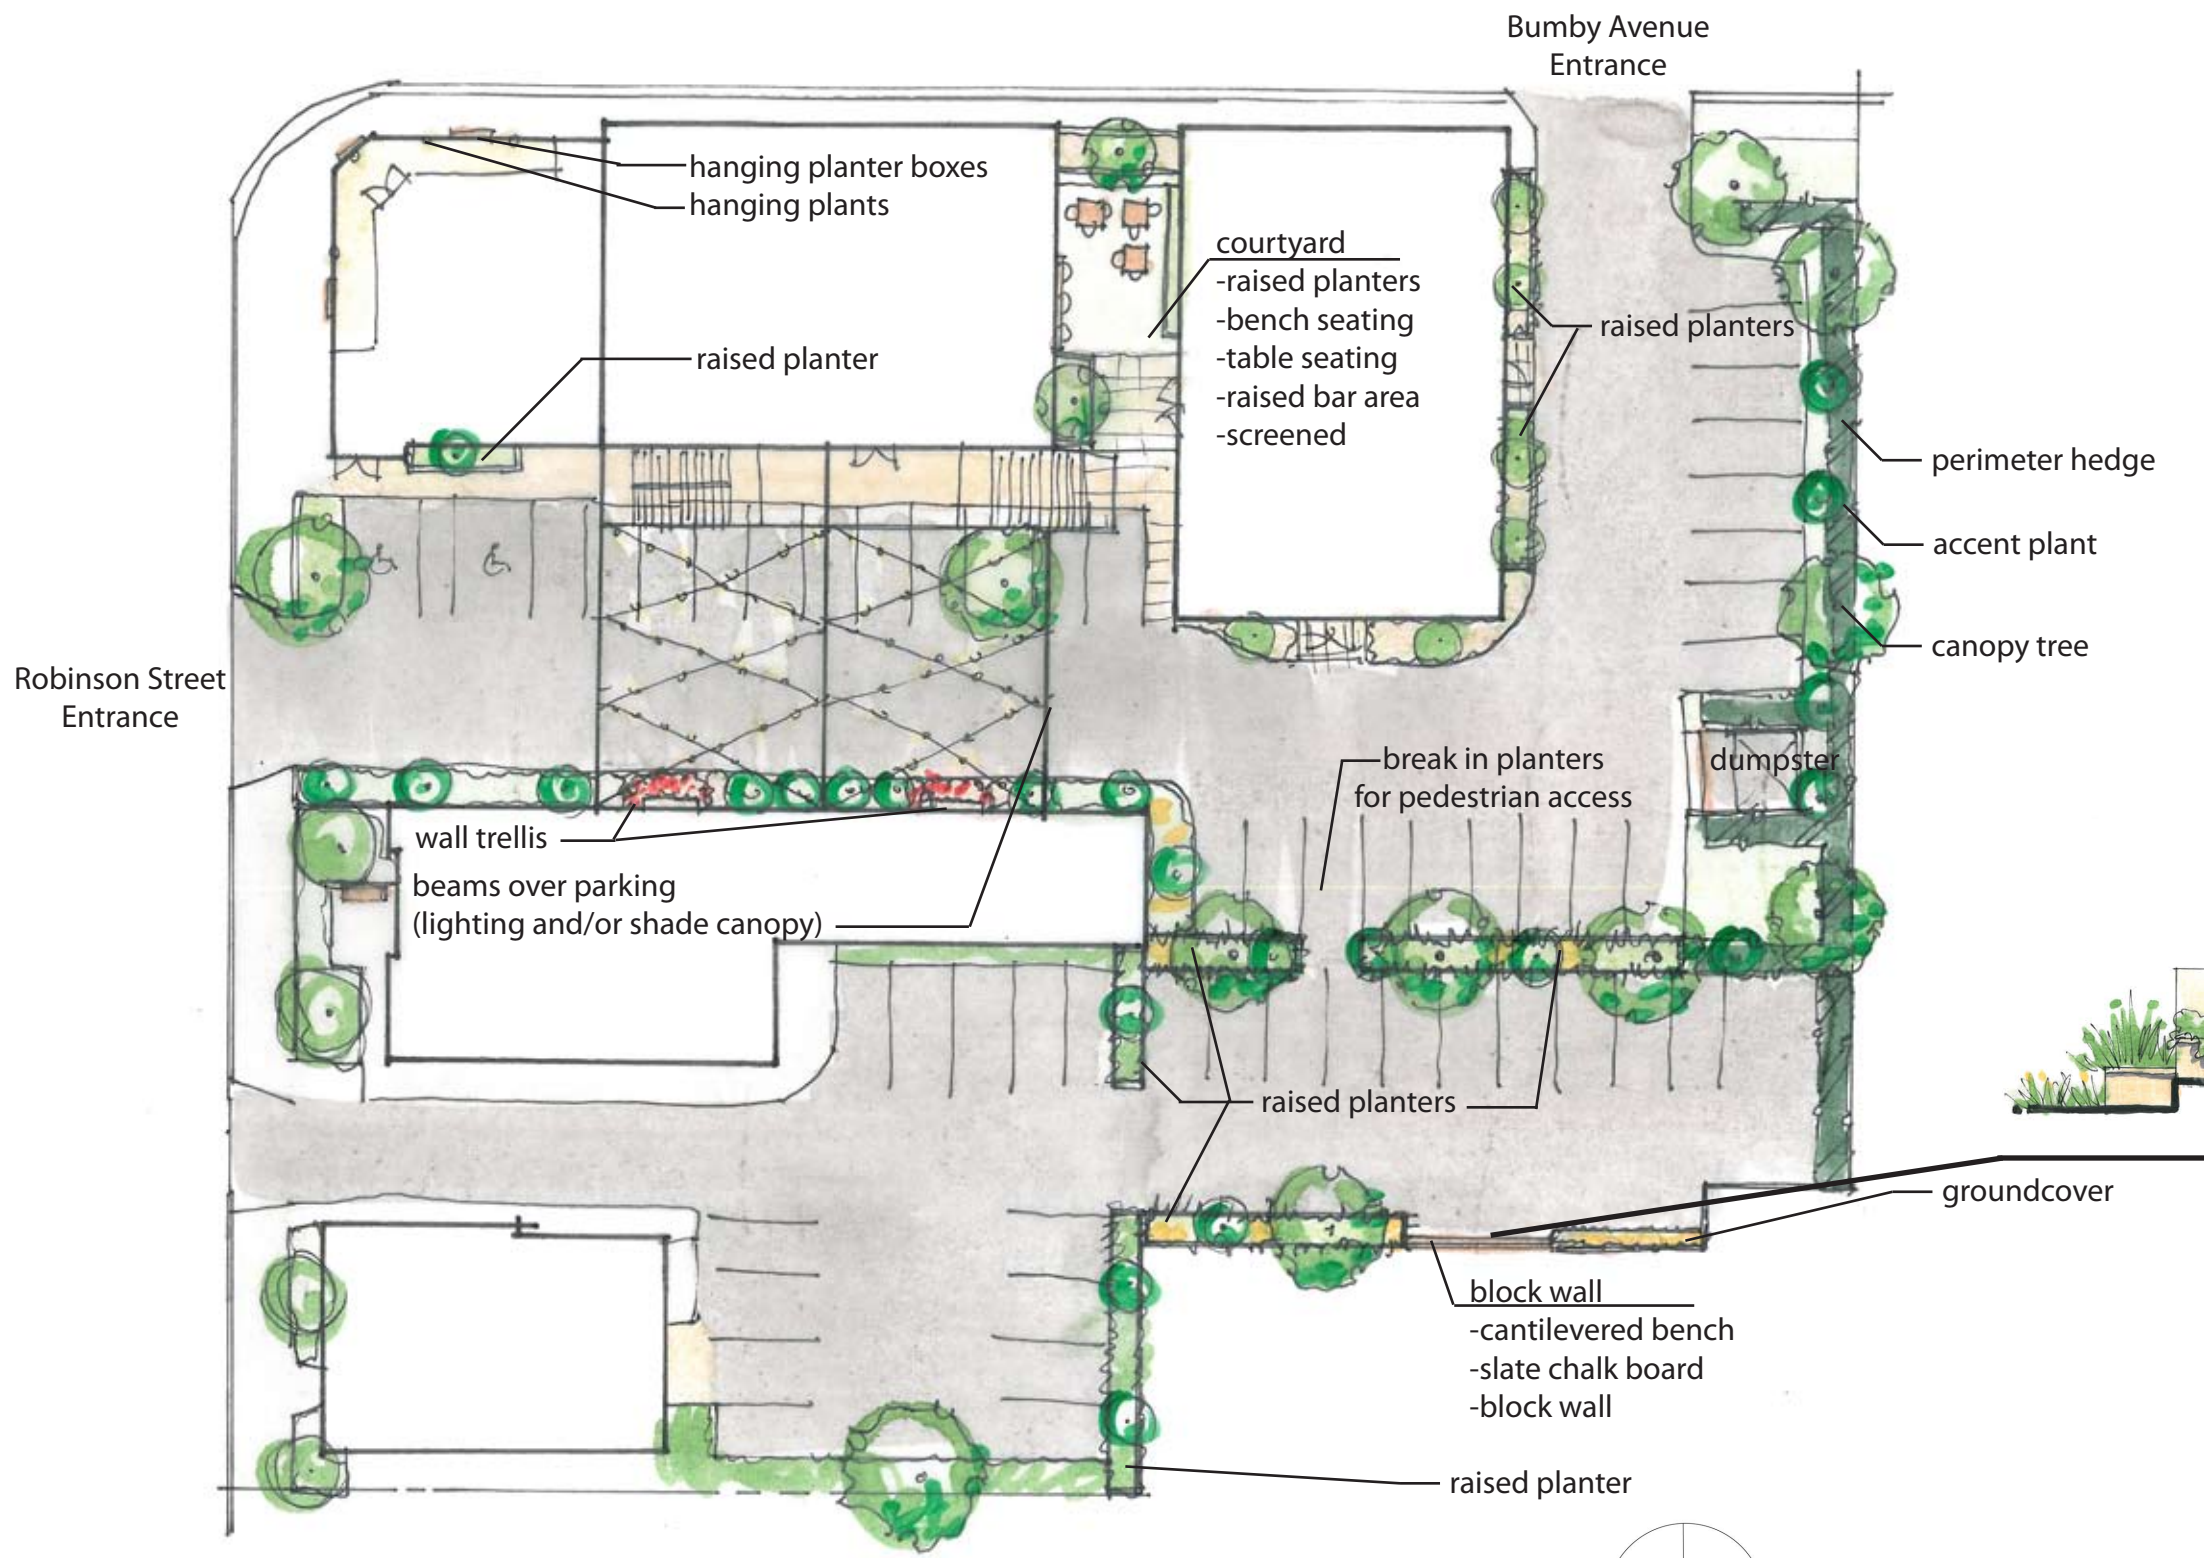 Bumby Avenue
Entrance
hanging planter boxes
hanging plants
courtyard
-raised planters
-bench seating
-table seating
-raised bar area
-screened
raised planters
raised planter
perimeter hedge
accent plant
canopy tree
Robinson Street
Entrance
dumpster
break in planters
for pedestrian access
wall trellis
beams over parking
(lighting and/or shade canopy)
raised planters
groundcover
block wall
-cantilevered bench
-slate chalk board
-block wall
raised planter